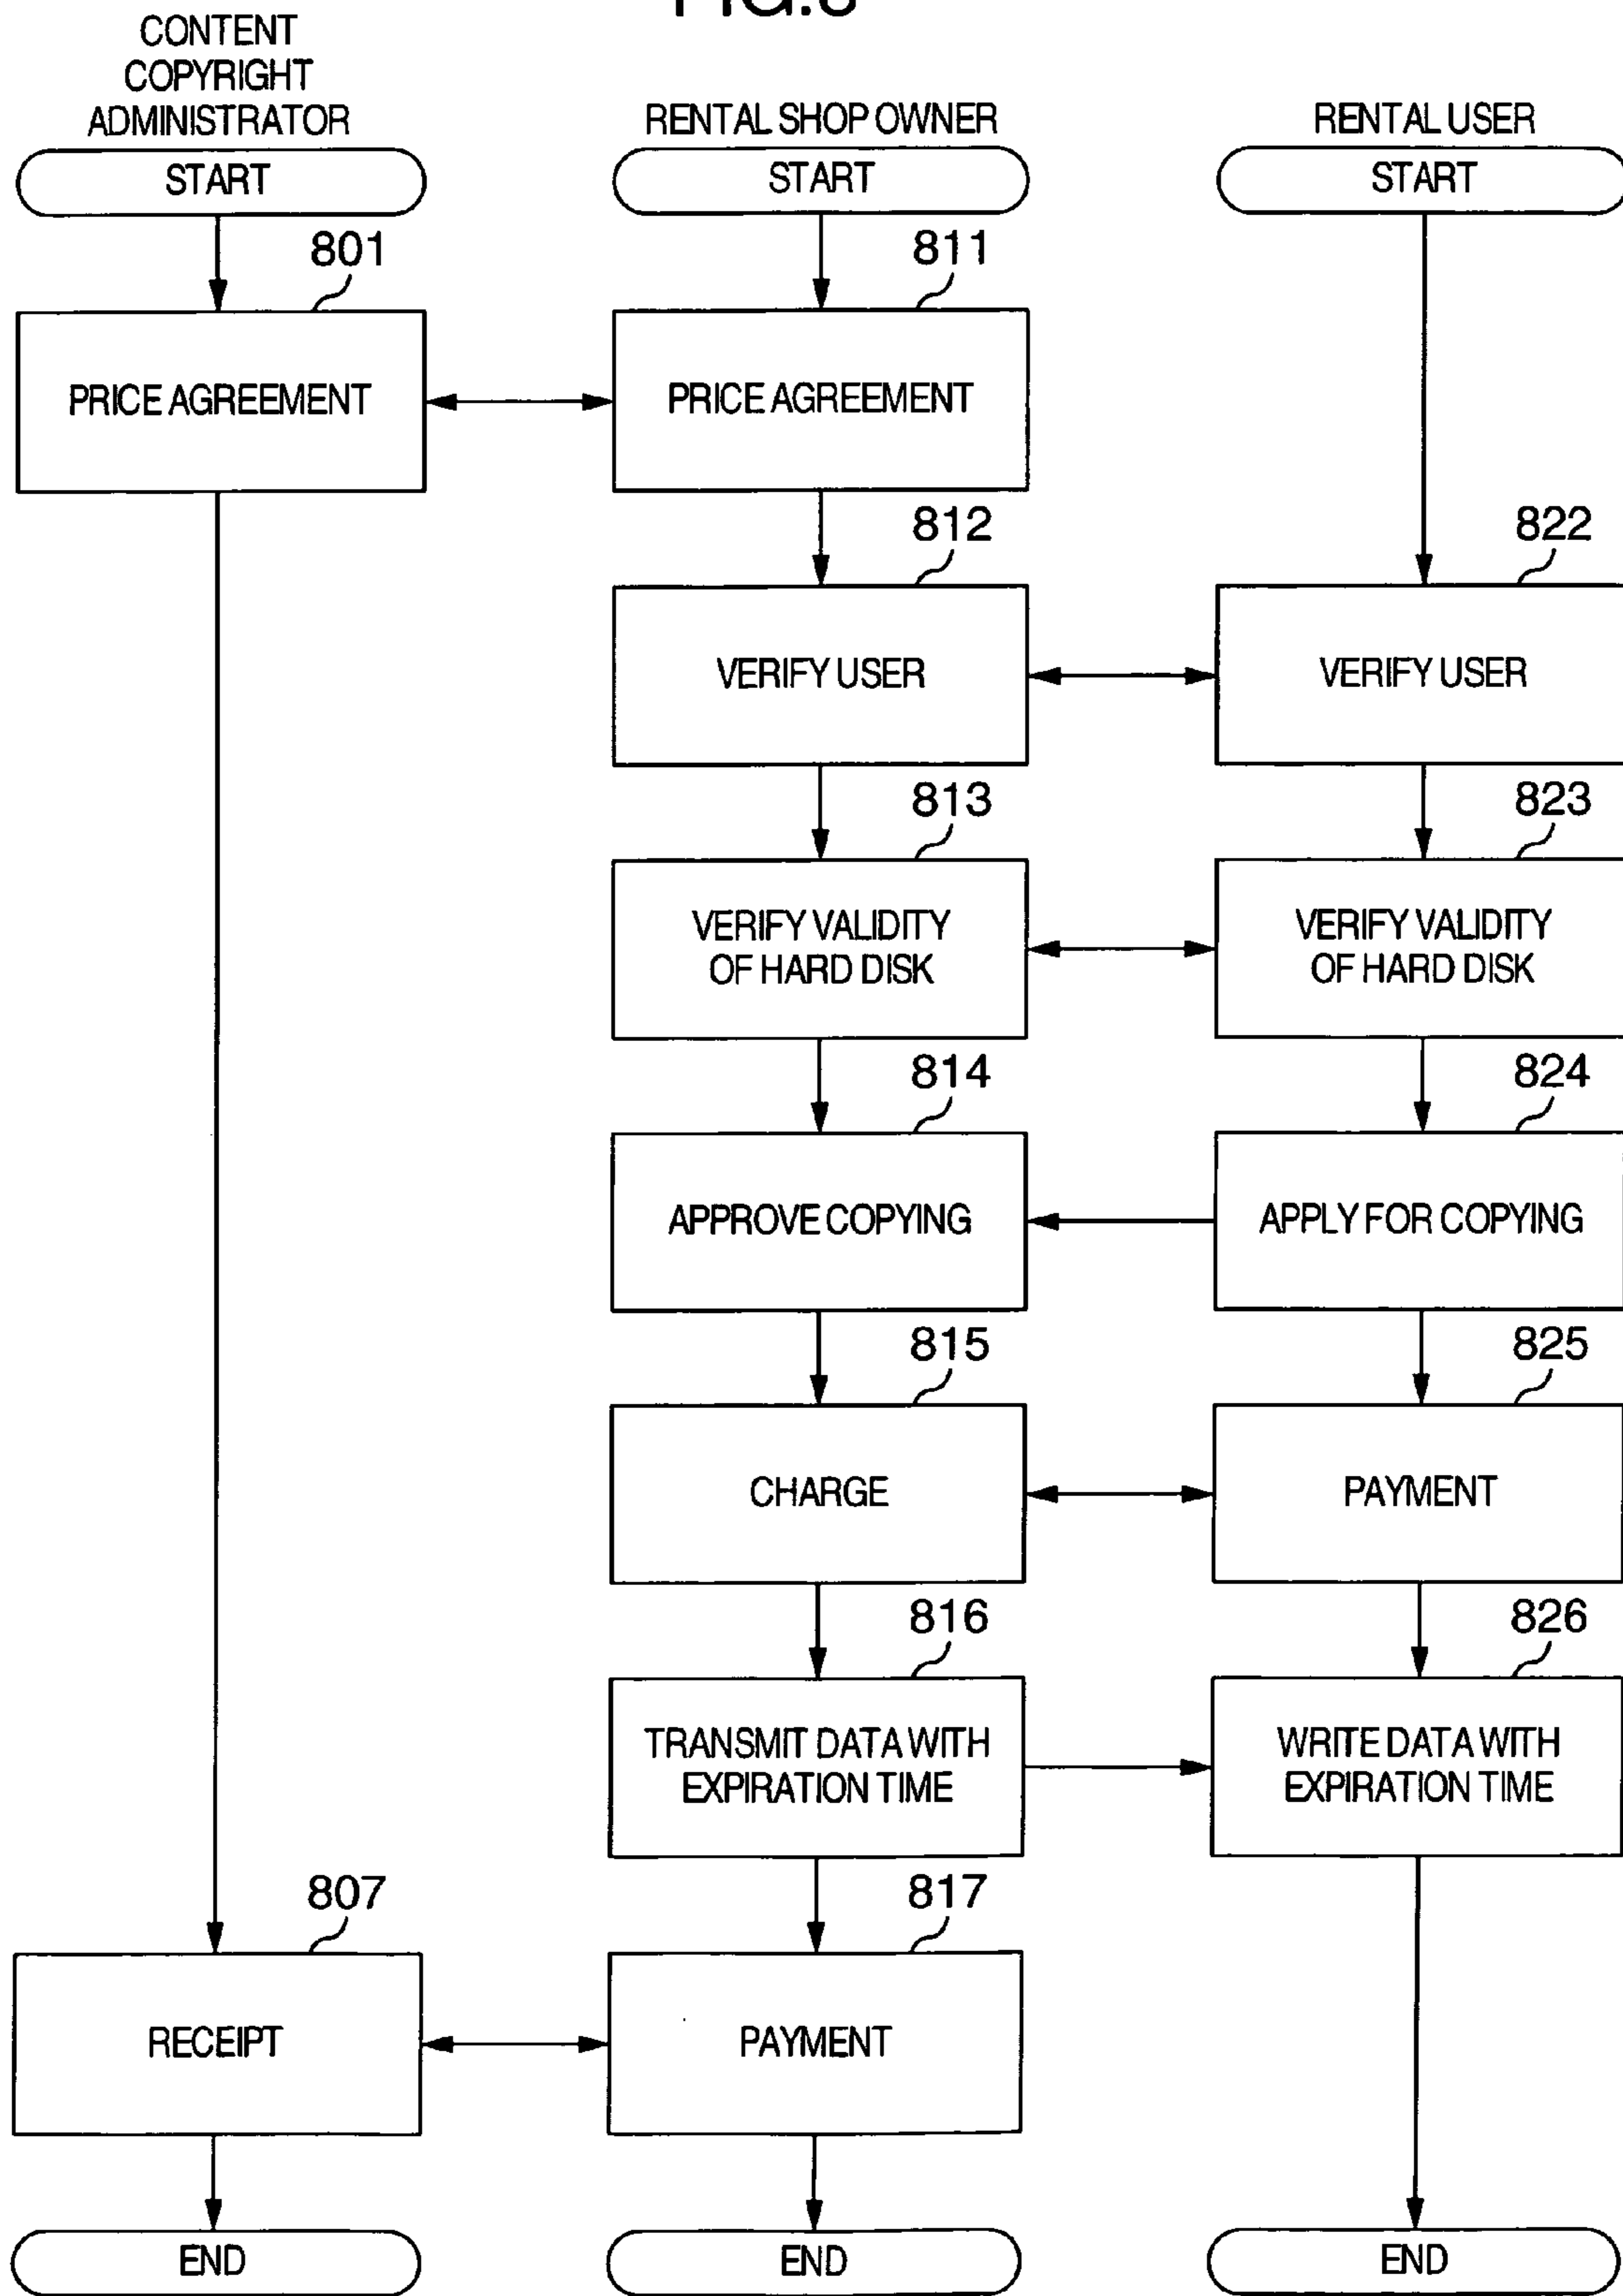 FIG.8
CONTENT
COPYRIGHT
ADMINISTRATOR
RENTAL SHOP OWNER
RENTAL USER
START
START
START
801
811
PRICE AGREEMENT
PRICE AGREEMENT
812
822
VERIFY USER
VERIFY USER
813
823
VERIFY VALIDITY
OF HARD DISK
VERIFY VALIDITY
OF HARD DISK
814
824
APPROVE COPYING
APPLY FOR COPYING
815
825
CHARGE
PAYMENT
816
826
TRANSMIT DATA WITH
EXPIRATION TIME
WRITE DATA WITH
EXPIRATION TIME
807
817
RECEIPT
PAYMENT
END
END
END